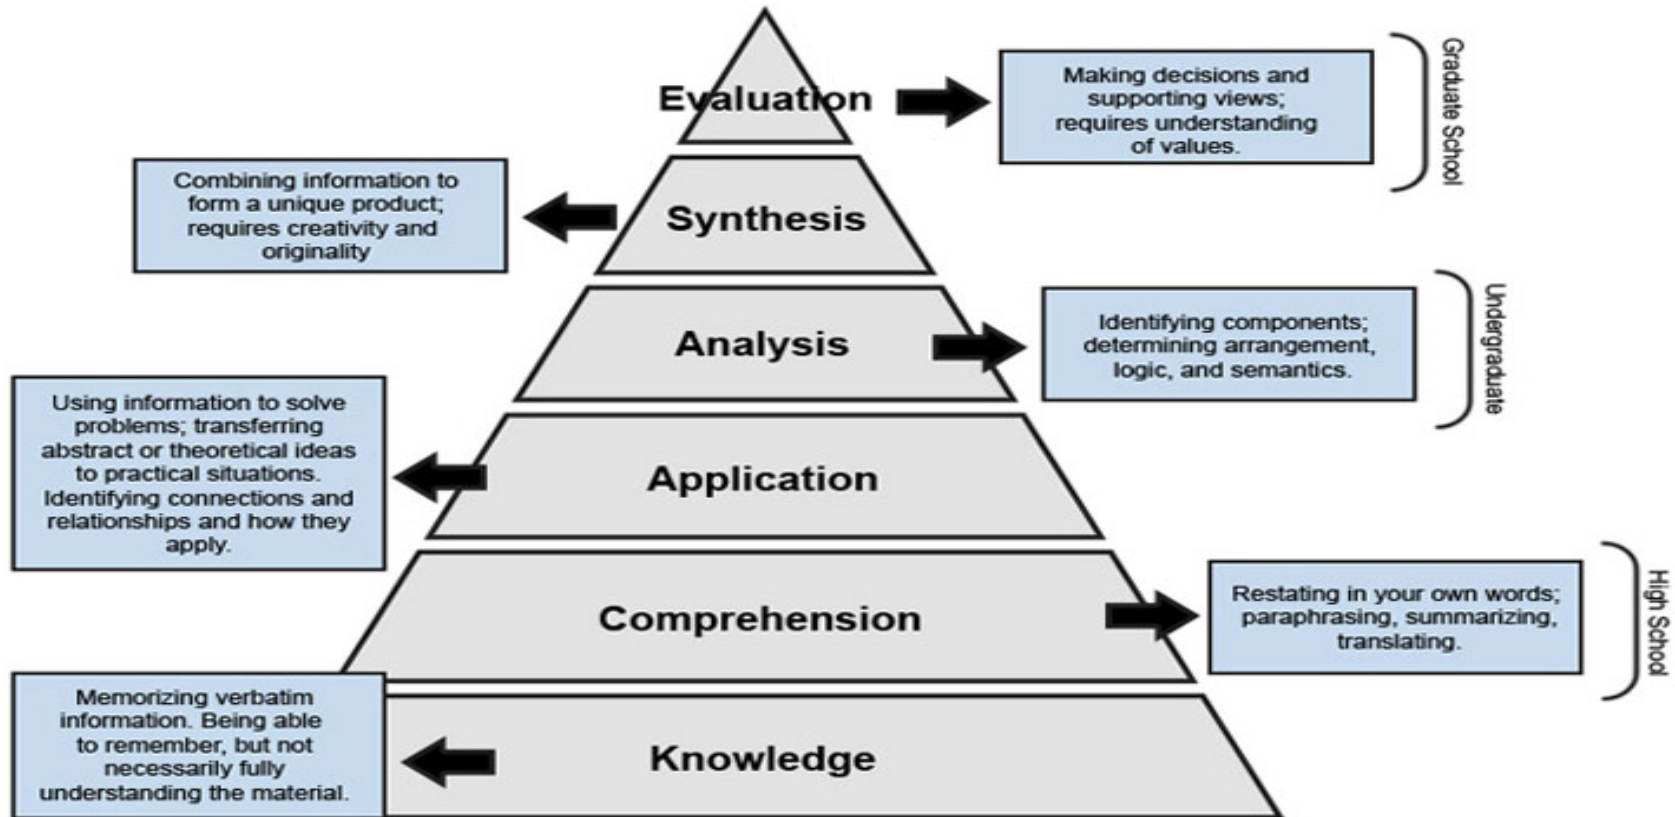 Evaluation
Making decisions and
supporting views;
requires understanding
of values.
Graduate School
Combining information to
form a unique product;
requires creativity and
originality
Synthesis
Analysis
Identifying components;
determining arrangement,
logic, and semantics.
Undergraduate
Using information to solve
problems; transferring
abstract or theoretical ideas
to practical situations.
Identifying connections and
relationships and how they
apply.
Application
Comprehension
Restating in your own words;
paraphrasing, summarizing,
translating.
High School
Memorizing verbatim
information. Being able
to remember, but not
necessarily fully
understanding the material.
Knowledge